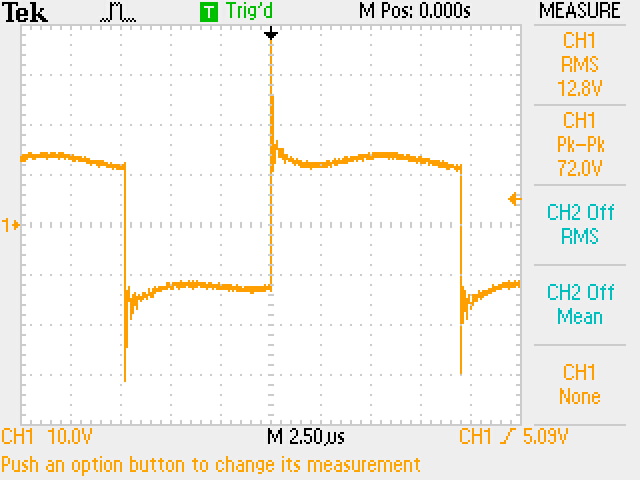 Tek T Trig'd M Pos: 0.000s MEASURE
CH1
RMS
12.8V
CH1
Pk-Pk
72.0V
CH2 Off
RMS
CH2 Off
Mean
CH1
None
1
CH1 10.0V M 2.50µs CH1 5.09V
Push an option button to change its measurement